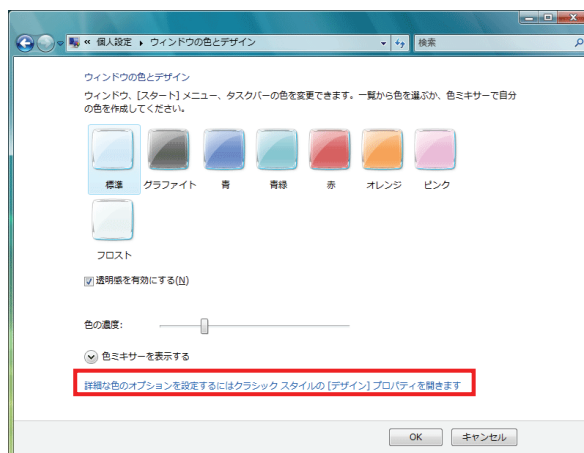 « 個人設定 ▸ ウィンドウの色とデザイン
検索
ウィンドウの色とデザイン
ウィンドウ、[スタート] メニュー、タスクバーの色を変更できます。一覧から色を選ぶか、色ミキサーで自分
の色を作成してください。
標準 グラファイト 青 青緑 赤 オレンジ ピンク
フロスト
透明感を有効にする(N)
色の濃度:
色ミキサーを表示する
詳細な色のオプションを設定するにはクラシック スタイルの [デザイン] プロパティを開きます
OK キャンセル